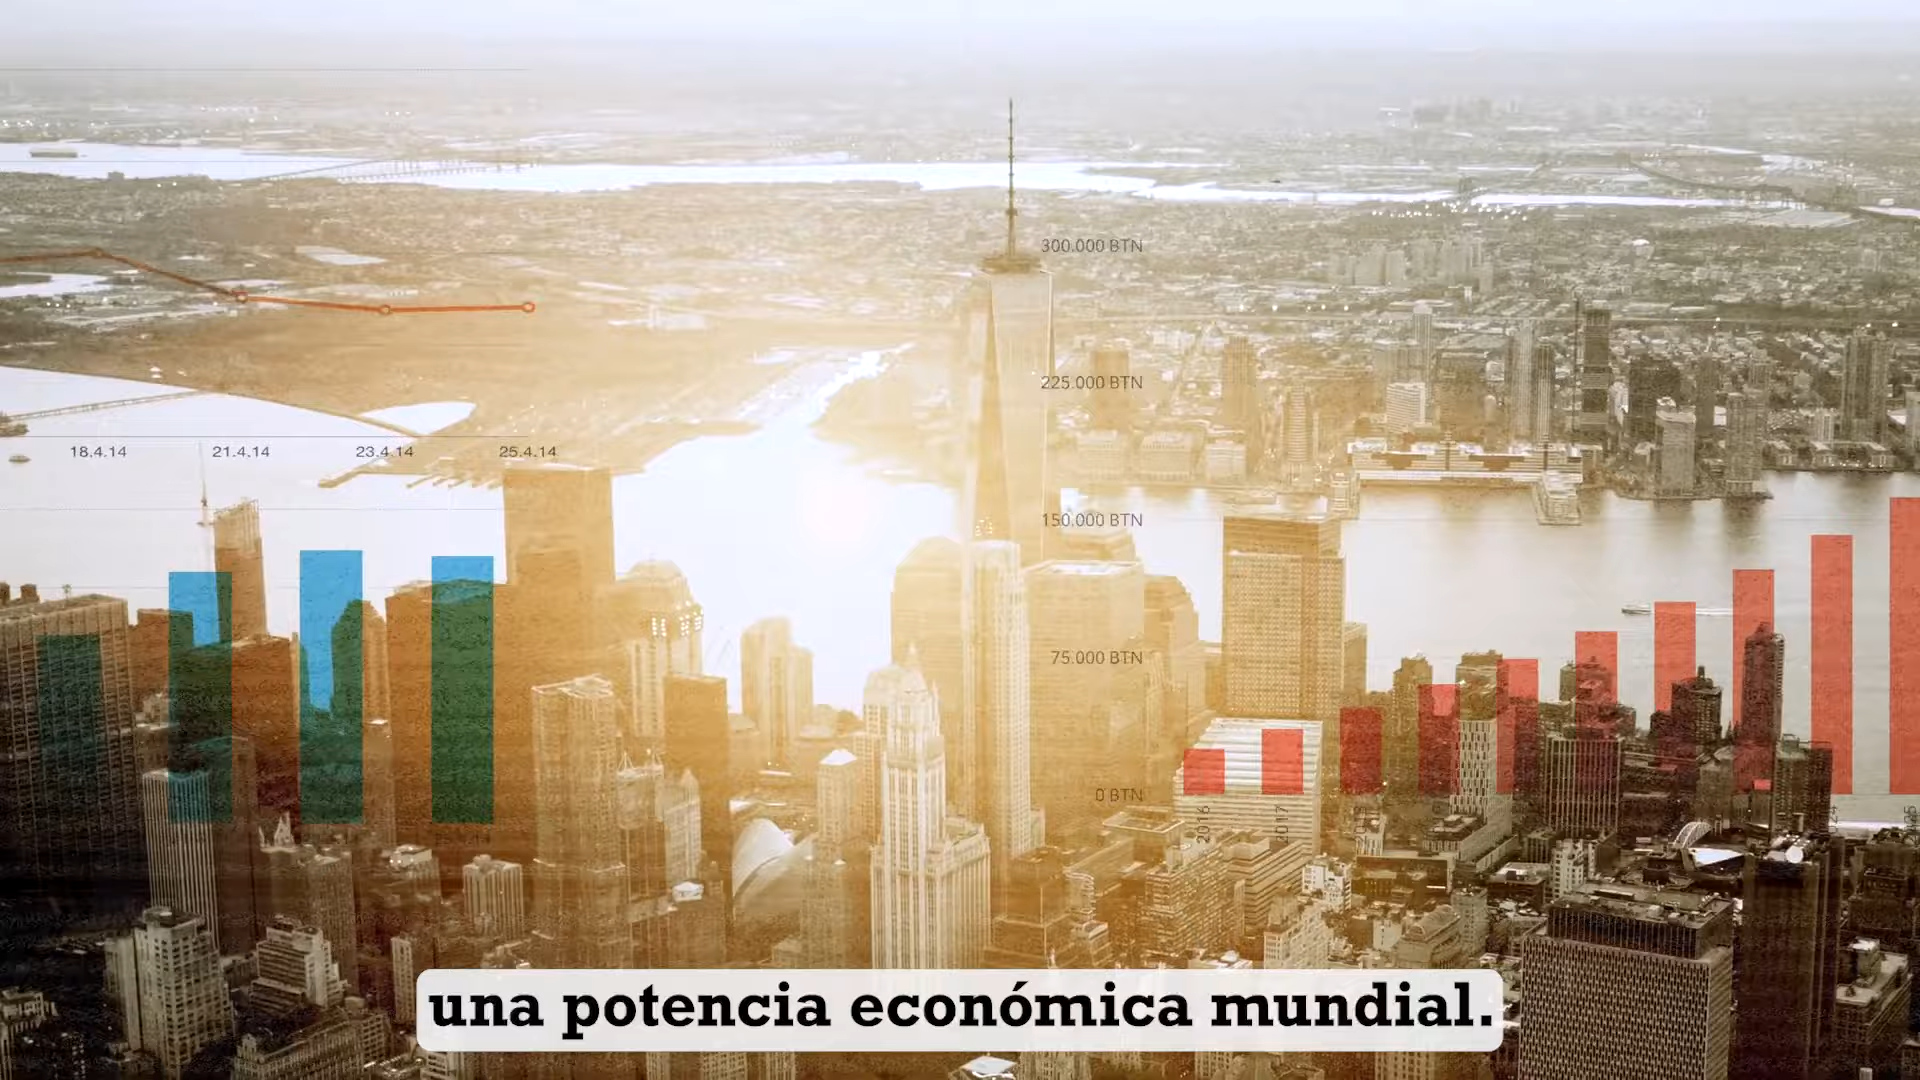 300.000 BTN
225.000 BTN
18.4.14 21.4.14 23.4.14 25.4.14
150.000 BTN
75.000 BTN
0 BTN
2016 2017
una potencia económica mundial.